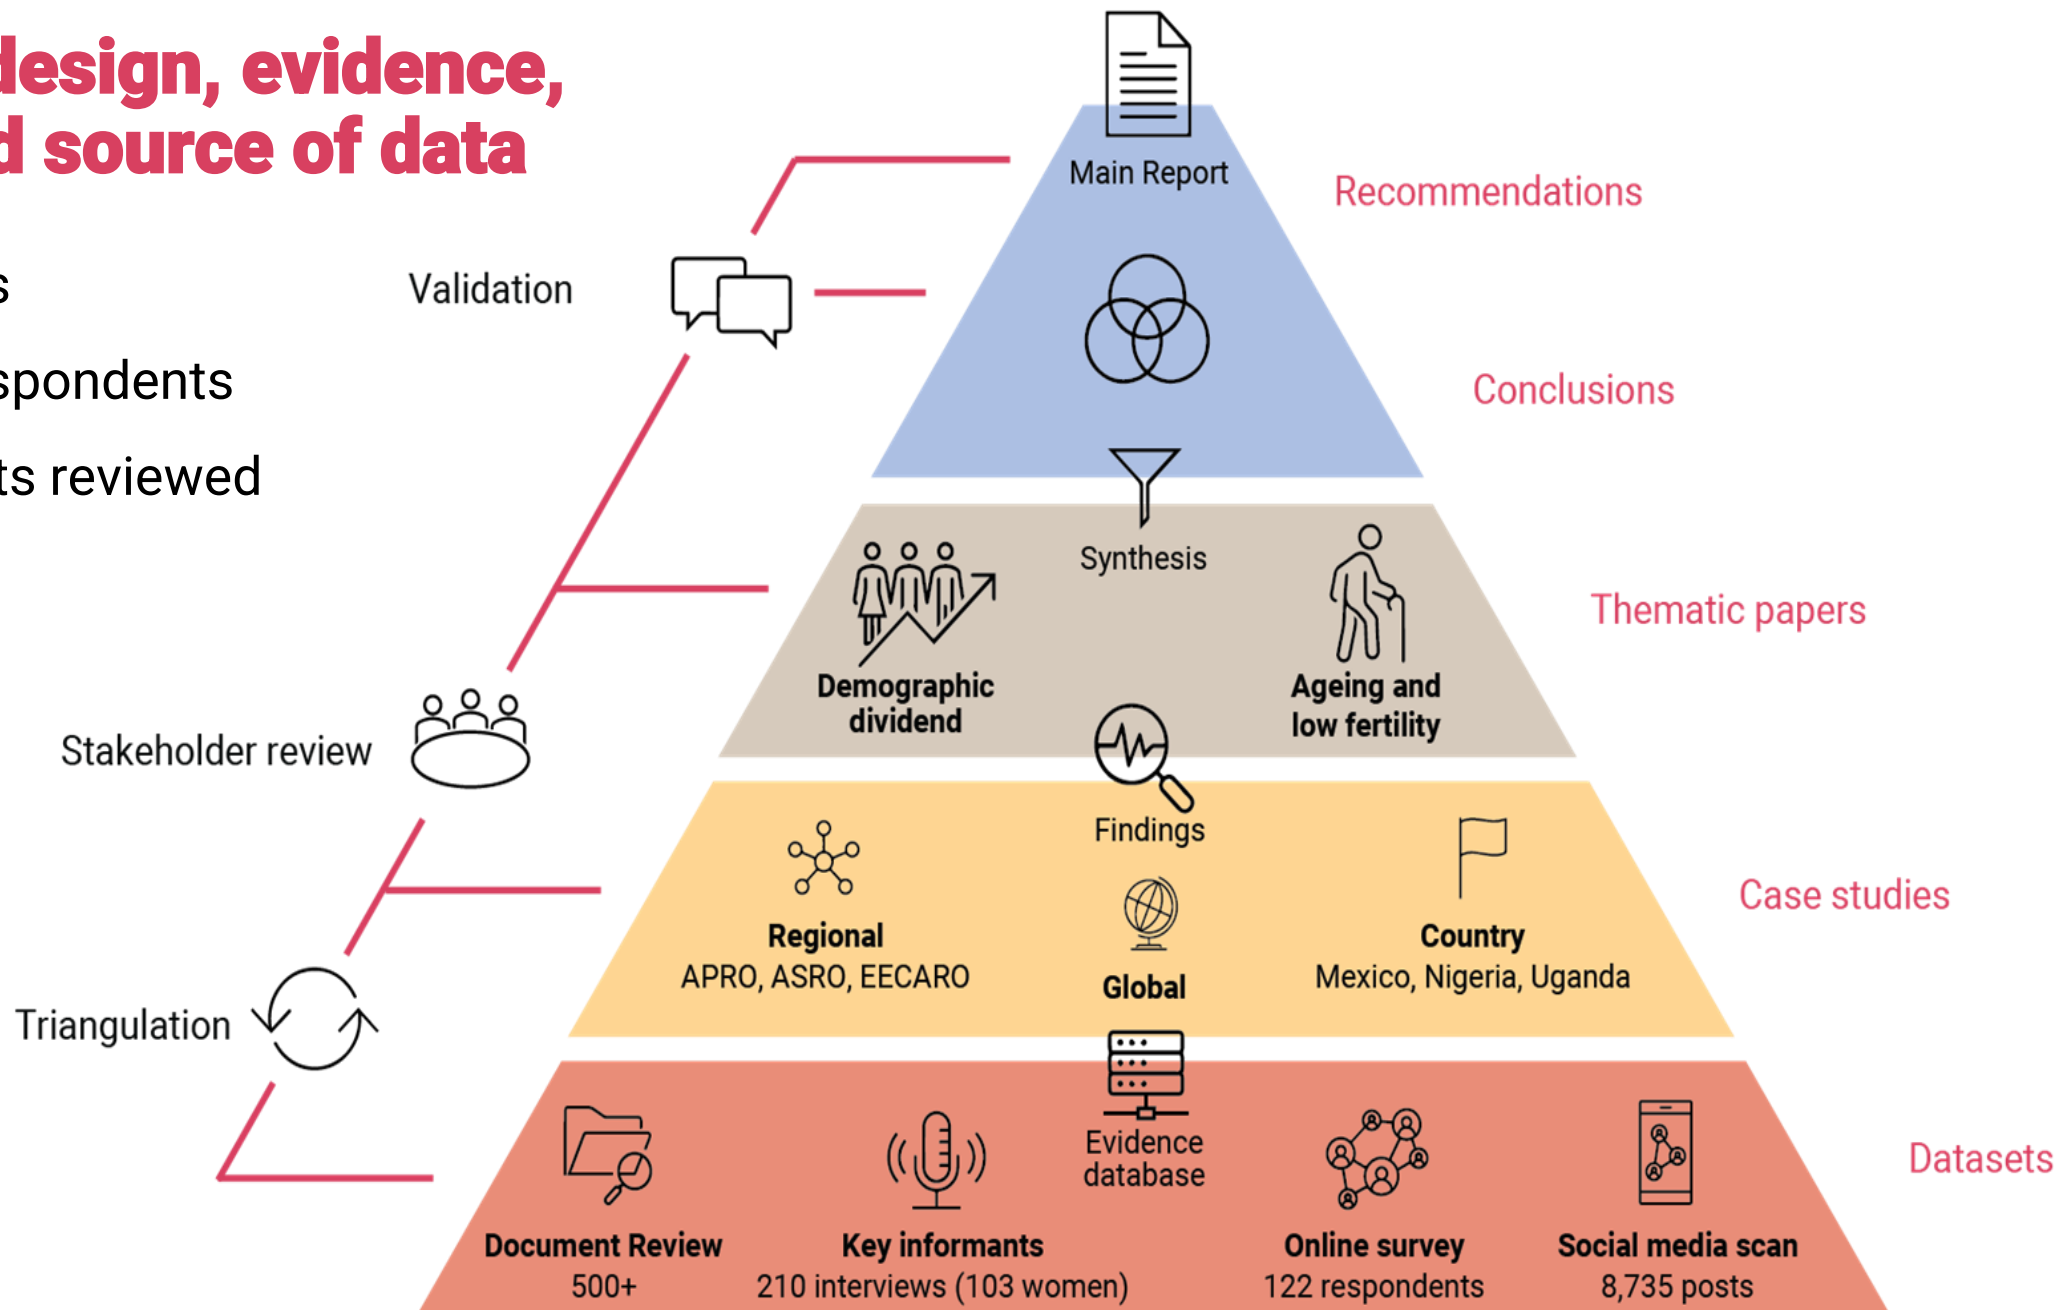 design, evidence,
d source of data
s
spondents
ts reviewed
Main Report
Recommendations
Validation
Conclusions
Synthesis
Thematic papers
Demographic
dividend
Ageing and
low fertility
Stakeholder review
Findings
Case studies
Regional
APRO, ASRO, EECARO
Global
Country
Mexico, Nigeria, Uganda
Triangulation
Evidence
database
Datasets
Document Review
500+
Key informants
210 interviews (103 women)
Online survey
122 respondents
Social media scan
8,735 posts